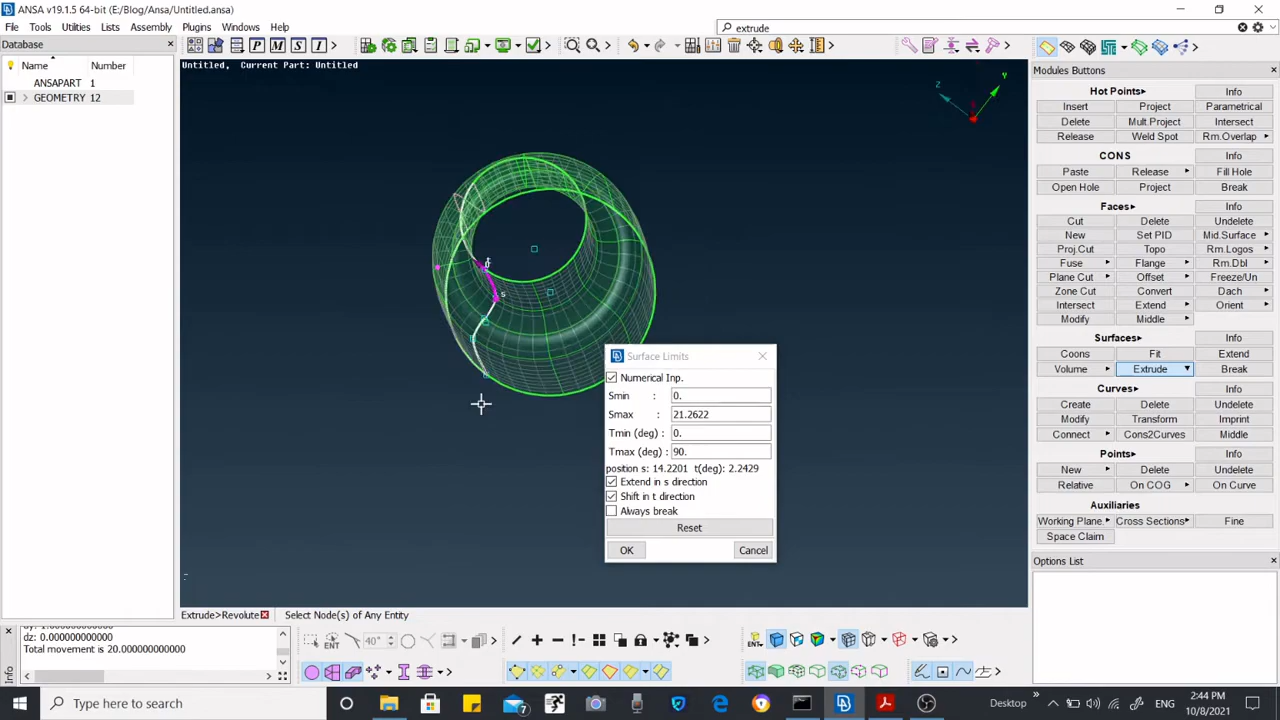 ANSA v19.1.5 64-bit (E:/Blog/Ansa/Untitled.ansa)
File Tools Utilities Lists Assembly Plugins Windows Help
extrude
Database
Name Number
ANSAPART 1
GEOMETRY 12
P M S I
Untitled, Current Part: Untitled
Z
Y
s
Surface Limits
Numerical Inp.
Smin : 0.
Smax : 21.2622
Tmin (deg) : 0.
Tmax (deg) : 90.
position s: 14.2201 t(deg): 2.2429
Extend in s direction
Shift in t direction
Always break
Reset
OK Cancel
Modules Buttons
Hot Points Info
Insert Project Parametrical
Delete Mult Project Intersect
Release Weld Spot Rm.Overlap
CONS Info
Paste Release Fill Hole
Open Hole Project Break
Faces Info
Cut Delete Undelete
New Set PID Mid.Surface
Proj.Cut Topo Rm.Logos
Fuse Flange Rm.Dbl
Plane Cut Offset Freeze/Un
Zone Cut Convert Dach
Intersect Extend Orient
Modify Middle
Surfaces Info
Coons Fit Extend
Volume Extrude Break
Curves Info
Create Delete Undelete
Modify Transform Imprint
Connect Cons2Curves Middle
Points Info
New Delete Undelete
Relative On COG On Curve
Auxiliaries
Working Plane. Cross Sections Fine
Space Claim
Options List
Extrude>Revolute Select Node(s) of Any Entity
Info
dz: 0.000000000000
Total movement is 20.000000000000
ENT 40°
ENT
Type here to search
7
Desktop
2:44 PM
10/8/2021